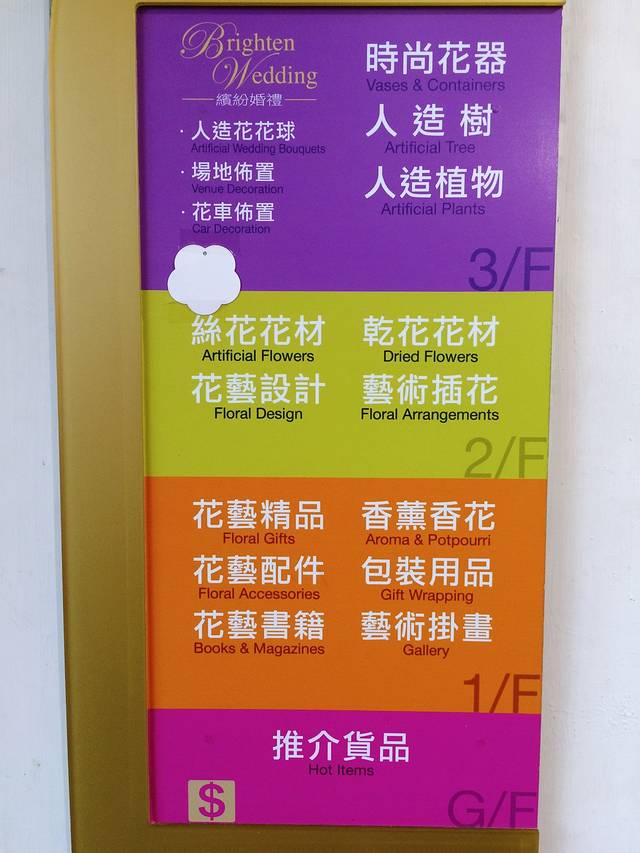 Brighten
Wedding
繽紛婚禮
· 人造花花球
Artificial Wedding Bouquets
· 場地佈置
Venue Decoration
· 花車佈置
Car Decoration
時尚花器
Vases & Containers
人造樹
Artificial Tree
人造植物
Artificial Plants
3/F
絲花花材
Artificial Flowers
乾花花材
Dried Flowers
花藝設計
Floral Design
藝術插花
Floral Arrangements
2/F
花藝精品
Floral Gifts
香薰香花
Aroma & Potpourri
花藝配件
Floral Accessories
包裝用品
Gift Wrapping
花藝書籍
Books & Magazines
藝術掛畫
Gallery
1/F
推介貨品
Hot Items
$
G/F